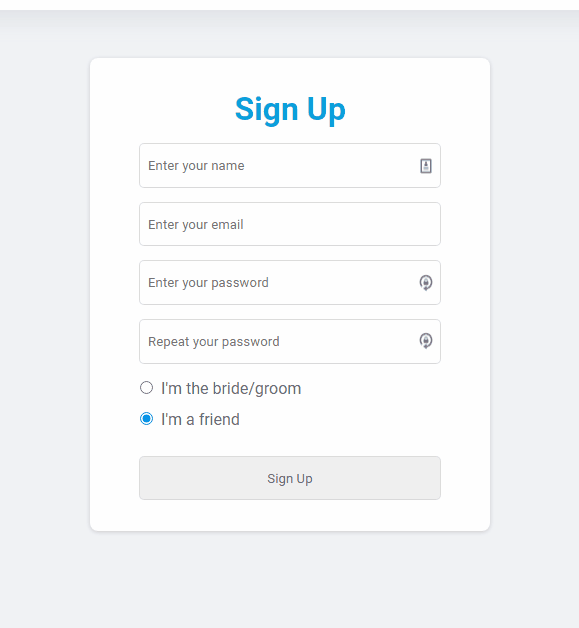 Sign Up
Enter your name
Enter your email
Enter your password
Repeat your password
I'm the bride/groom
I'm a friend
Sign Up